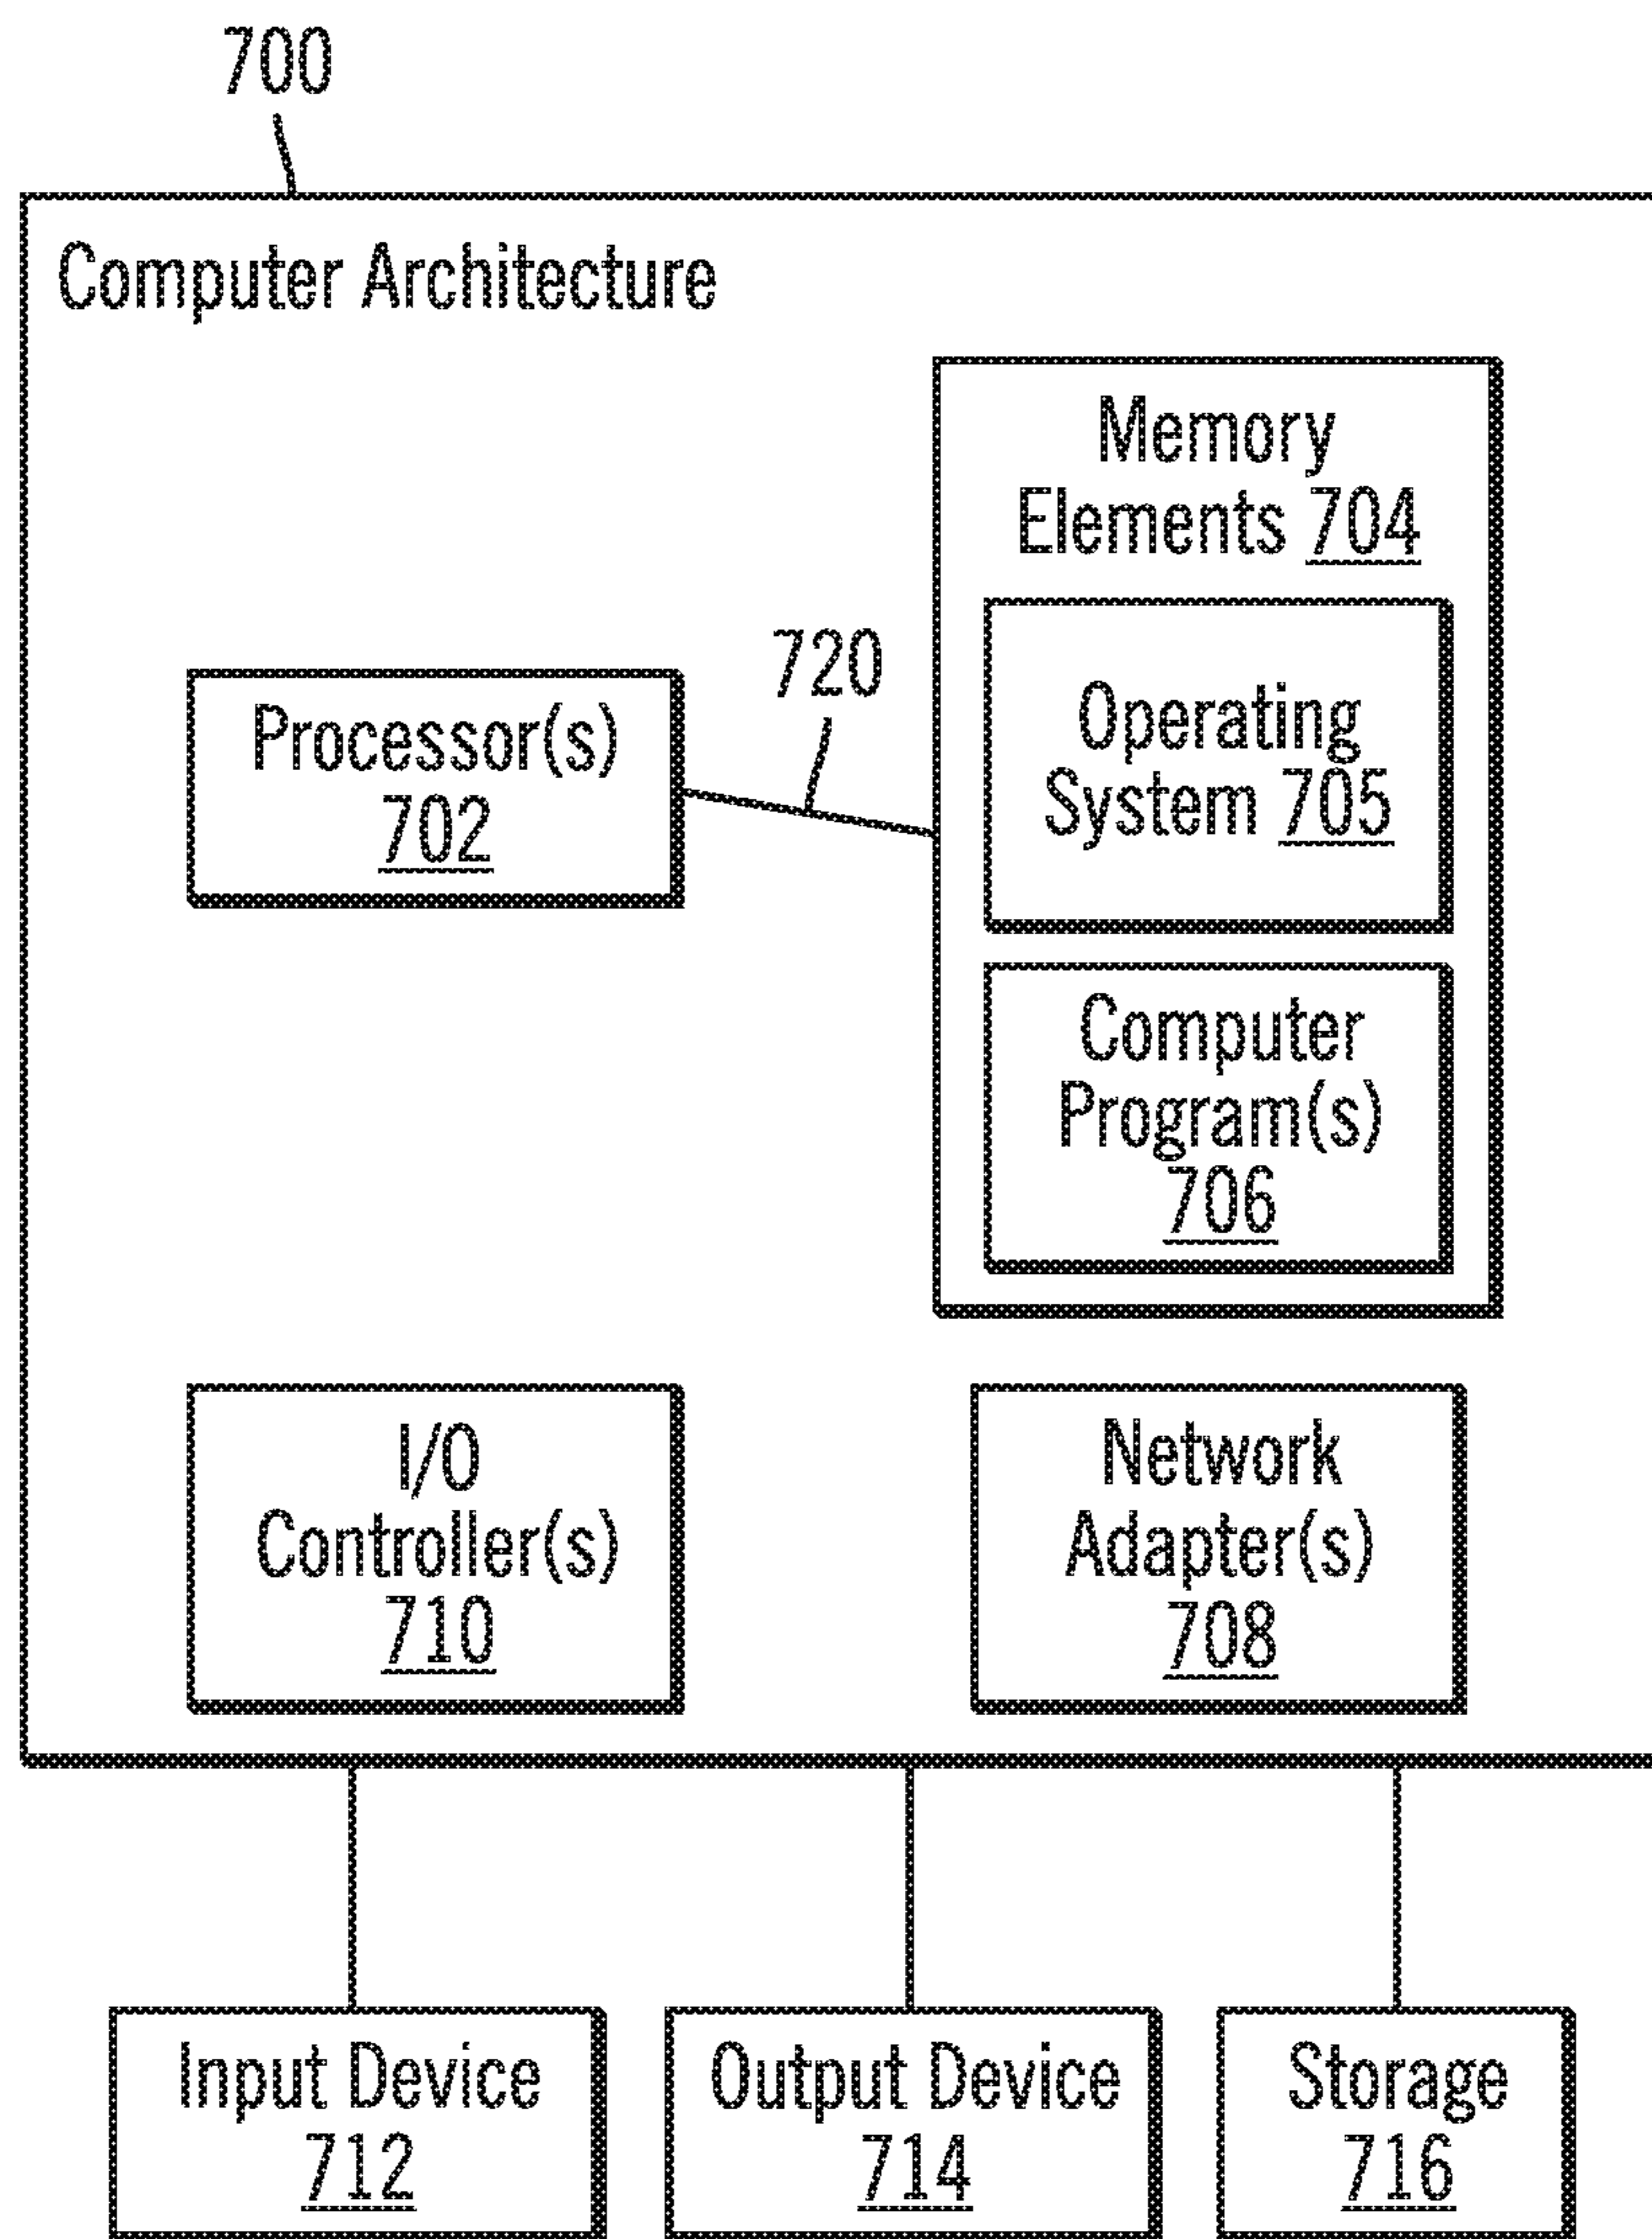 700
Computer Architecture
Memory
Elements 704
Operating
System 705
Computer
Program(s)
706
720
Processor(s)
702
I/O
Controller(s)
710
Network
Adapter(s)
708
Input Device
712
Output Device
714
Storage
716